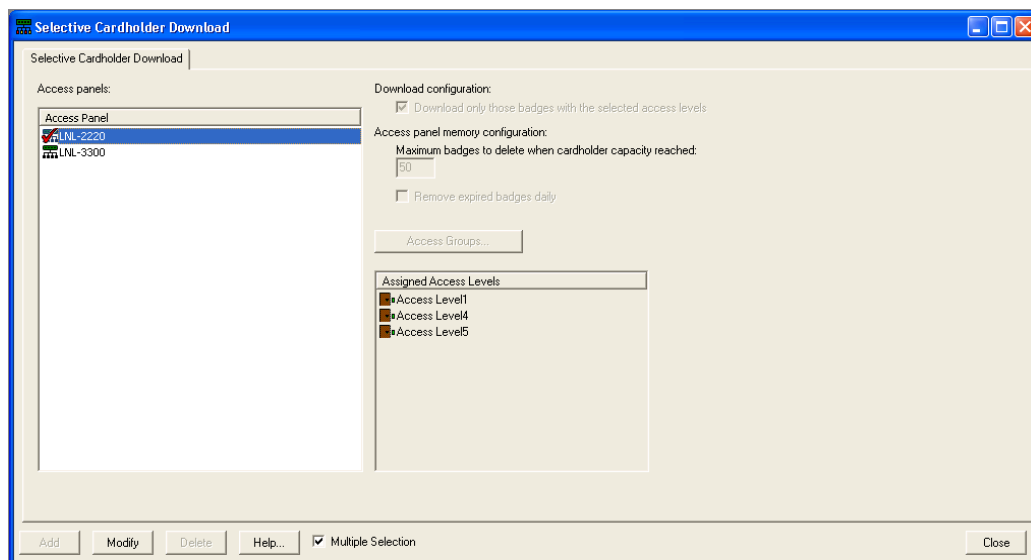 Selective Cardholder Download
Selective Cardholder Download
Access panels:
Access Panel
LNL-2220
LNL-3300
Download configuration:
Download only those badges with the selected access levels
Access panel memory configuration:
Maximum badges to delete when cardholder capacity reached:
50
Remove expired badges daily
Access Groups...
Assigned Access Levels
Access Level1
Access Level4
Access Level5
Add
Modify
Delete
Help...
Multiple Selection
Close